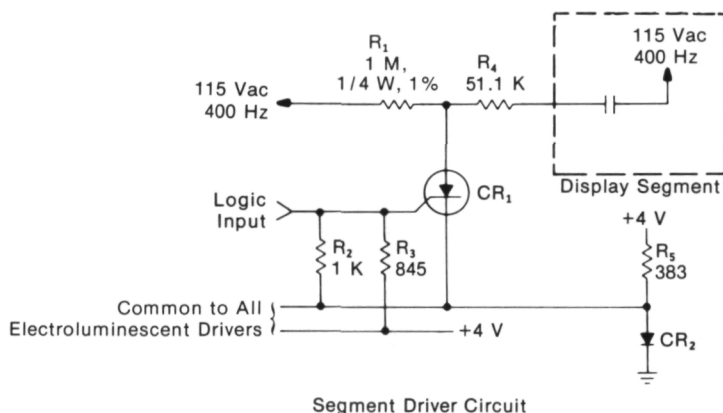 R₁
1 M,
1/4 W, 1%
R₄
51.1 K
115 Vac
400 Hz
115 Vac
400 Hz
Display Segment
CR₁
Logic
Input
R₂
1 K
R₃
845
+4 V
R₅
383
Common to All
Electroluminescent Drivers
+4 V
CR₂
Segment Driver Circuit